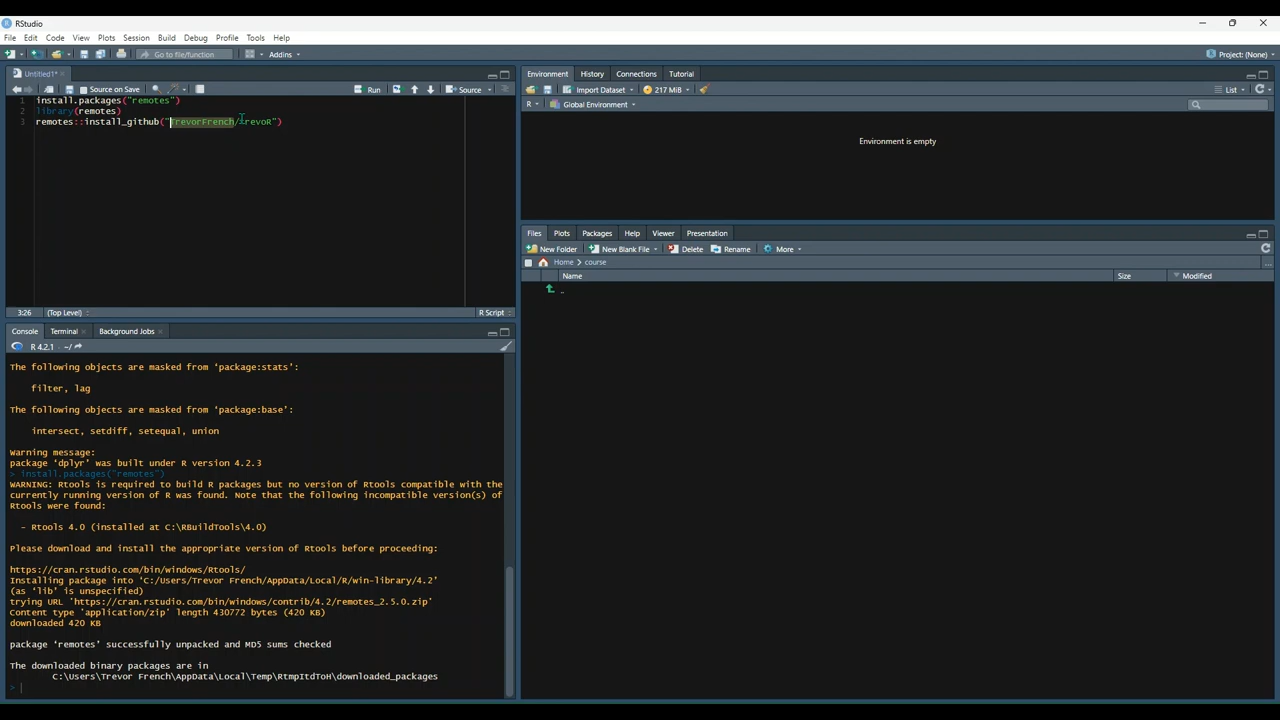 RStudio
File Edit Code View Plots Session Build Debug Profile Tools Help
Go to file/function Addins Project: (None)
Untitled1*
Source on Save Run Source
1 install.packages("remotes")
2 library(remotes)
3 remotes::install_github("TrevorFrench/trevoR")
3:26 (Top Level) R Script
Console Terminal Background Jobs
R 4.2.1 · ~/
The following objects are masked from ‘package:stats’:
filter, lag
The following objects are masked from ‘package:base’:
intersect, setdiff, setequal, union
Warning message:
package ‘dplyr’ was built under R version 4.2.3
> install.packages("remotes")
WARNING: Rtools is required to build R packages but no version of Rtools compatible with the
currently running version of R was found. Note that the following incompatible version(s) of
Rtools were found:
- Rtools 4.0 (installed at C:\RBuildTools\4.0)
Please download and install the appropriate version of Rtools before proceeding:
https://cran.rstudio.com/bin/windows/Rtools/
Installing package into ‘C:/Users/Trevor French/AppData/Local/R/win-library/4.2’
(as ‘lib’ is unspecified)
trying URL 'https://cran.rstudio.com/bin/windows/contrib/4.2/remotes_2.5.0.zip'
Content type 'application/zip' length 430772 bytes (420 KB)
downloaded 420 KB
package ‘remotes’ successfully unpacked and MD5 sums checked
The downloaded binary packages are in
C:\Users\Trevor French\AppData\Local\Temp\RtmpItdToH\downloaded_packages
>
Environment History Connections Tutorial
Import Dataset 217 MiB List
R Global Environment
Environment is empty
Files Plots Packages Help Viewer Presentation
New Folder New Blank File Delete Rename More
Home > course ...
Name Size Modified
..